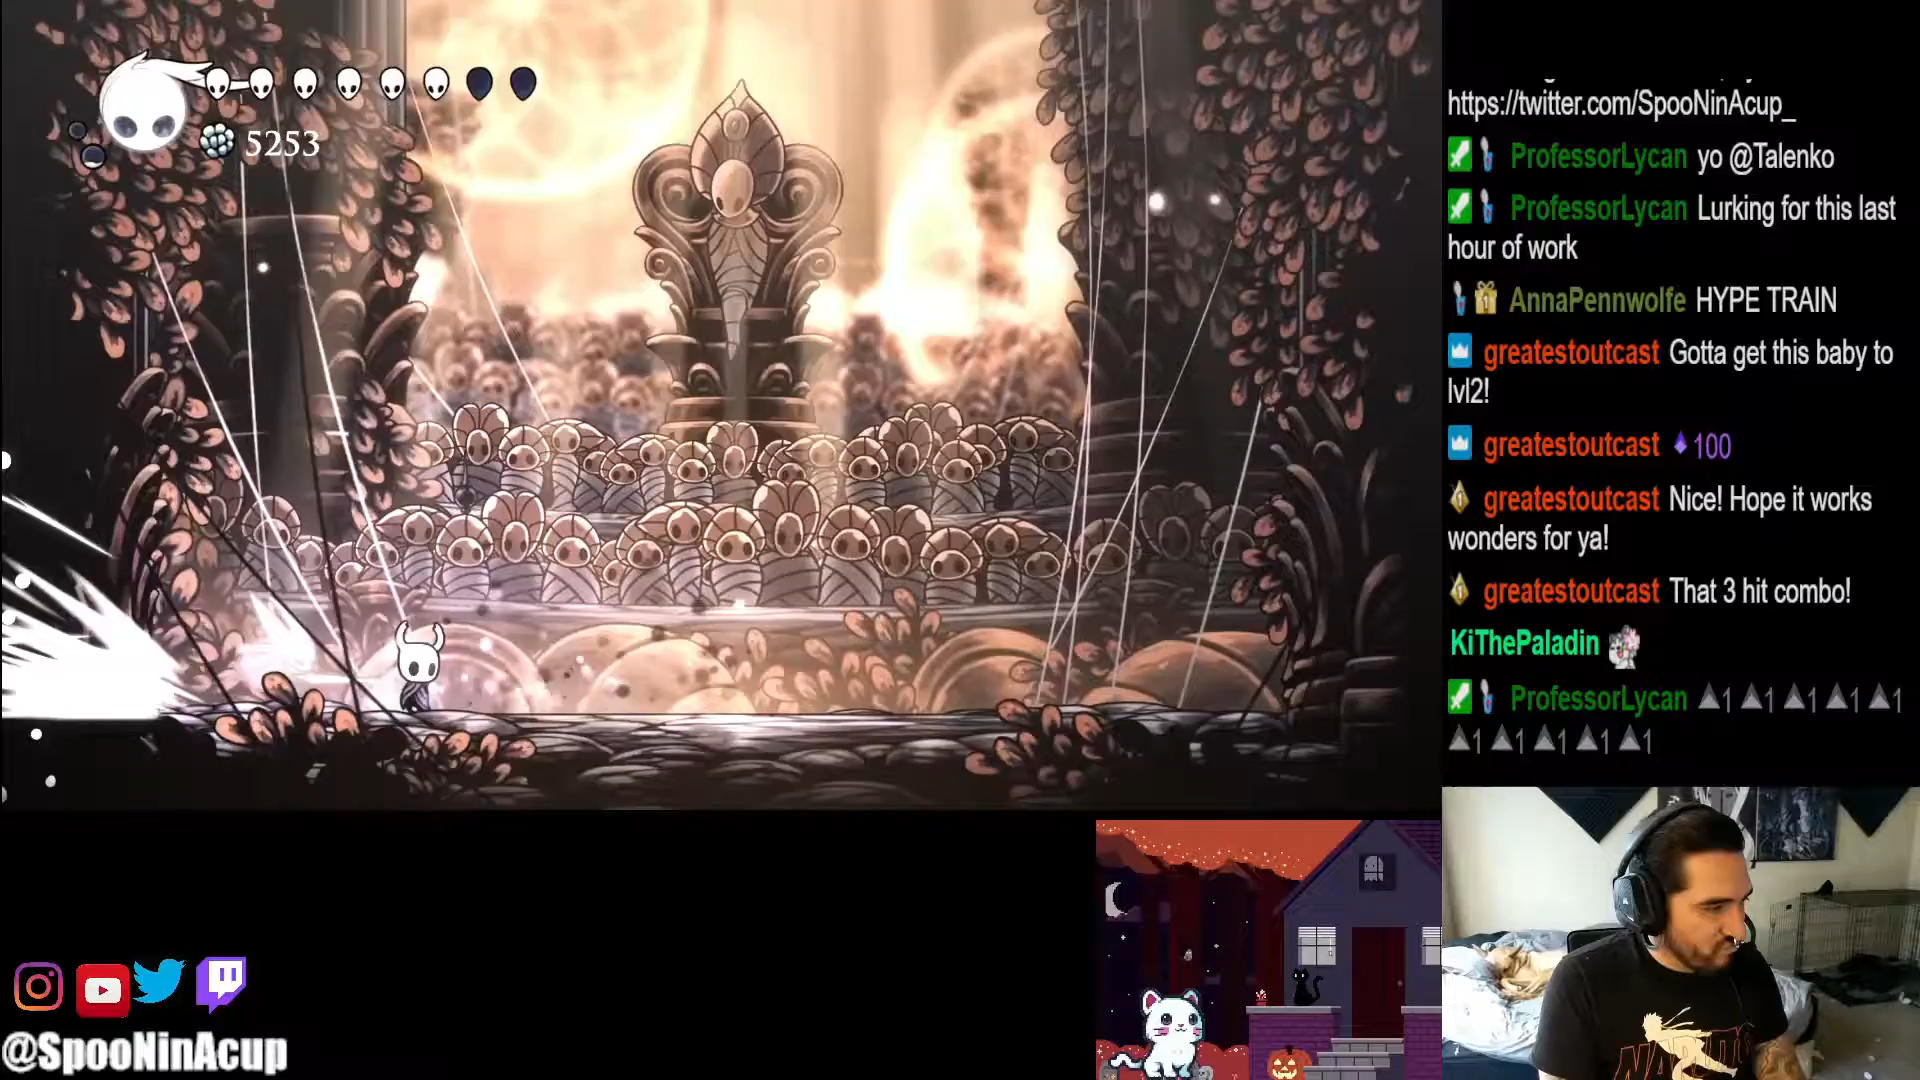 5253
https://twitter.com/SpooNinAcup_
ProfessorLycan yo @Talenko
ProfessorLycan Lurking for this last
hour of work
AnnaPennwolfe HYPE TRAIN
greatestoutcast Gotta get this baby to
lvl2!
greatestoutcast 100
greatestoutcast Nice! Hope it works
wonders for ya!
greatestoutcast That 3 hit combo!
KiThePaladin
ProfessorLycan 1 1 1 1 1
1 1 1 1 1
@SpooNinAcup